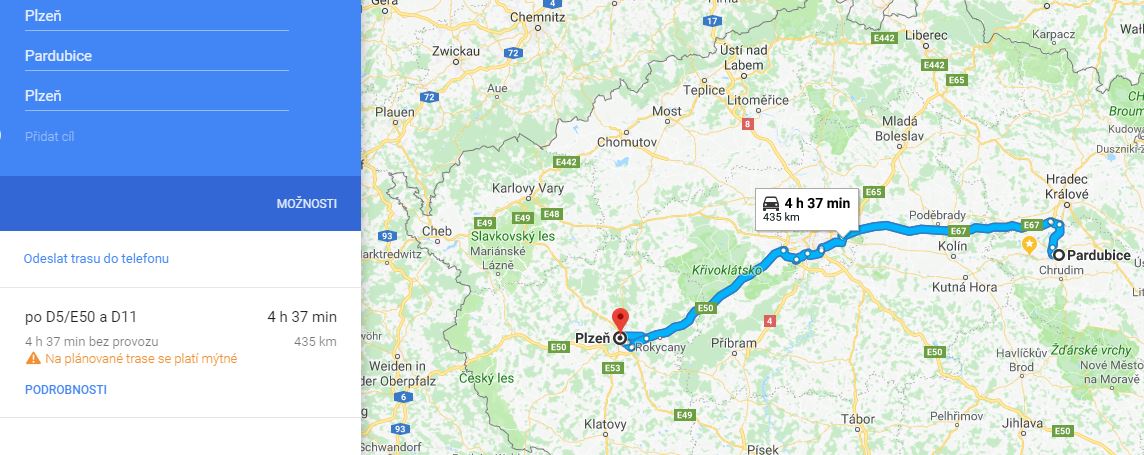 Plzeň
Pardubice
Plzeň
Přidat cíl
MOŽNOSTI
Odeslat trasu do telefonu
po D5/E50 a D11
4 h 37 min
4 h 37 min bez provozu
435 km
Na plánované trase se platí mýtné
PODROBNOSTI
Gera
Chemnitz
17
Liberec
Karpacz
Wał
Zwickau
72
Ústí nad
Labem
E442
E442
E65
Aue
Teplice
Litoměřice
72
Plauen
Most
8
Mladá
Boleslav
CH
Kudowa
Duszniki-Z
Chomutov
E442
Hradec
Králové
Karlovy Vary
4 h 37 min
435 km
E65
Poděbrady
E67
E67
E49
E49
E48
93
Cheb
Slavkovský les
Kolín
Pardubice
Marktredwitz
Mariánské
Lázně
Křivoklátsko
Chrudim
Kutná Hora
E50
4
Plzeň
Rokycany
Příbram
E50
E50
Havlíčkův
Brod
Žďárské vrchy
Weiden in
der Oberpfalz
E53
Nové Město
na Moravě
Český les
6
E49
Klatovy
Tábor
Pelhřimov
Jihlava
E50
93
Schwandorf
Písek